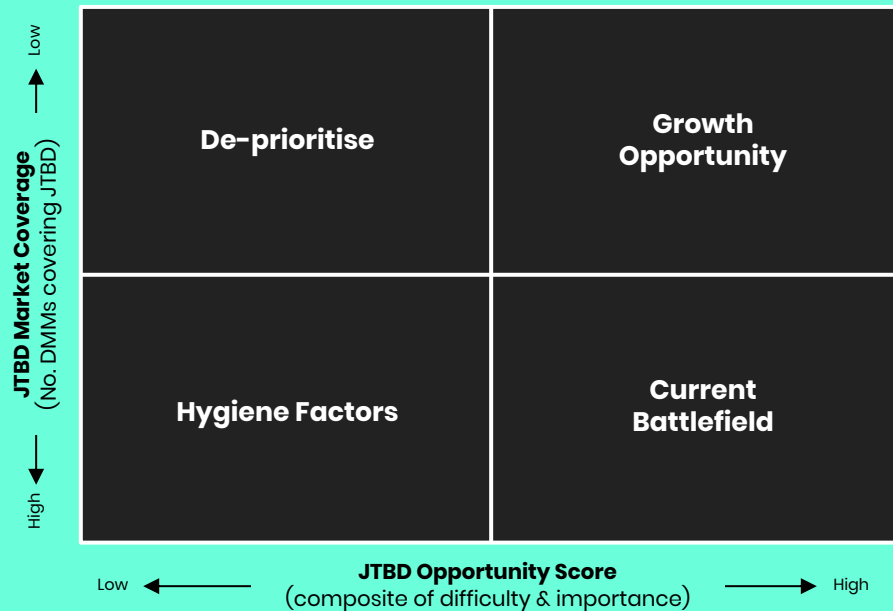 Low
JTBD Market Coverage
(No. DMMs covering JTBD)
High
De-prioritise
Growth
Opportunity
Hygiene Factors
Current
Battlefield
Low
JTBD Opportunity Score
(composite of difficulty & importance)
High